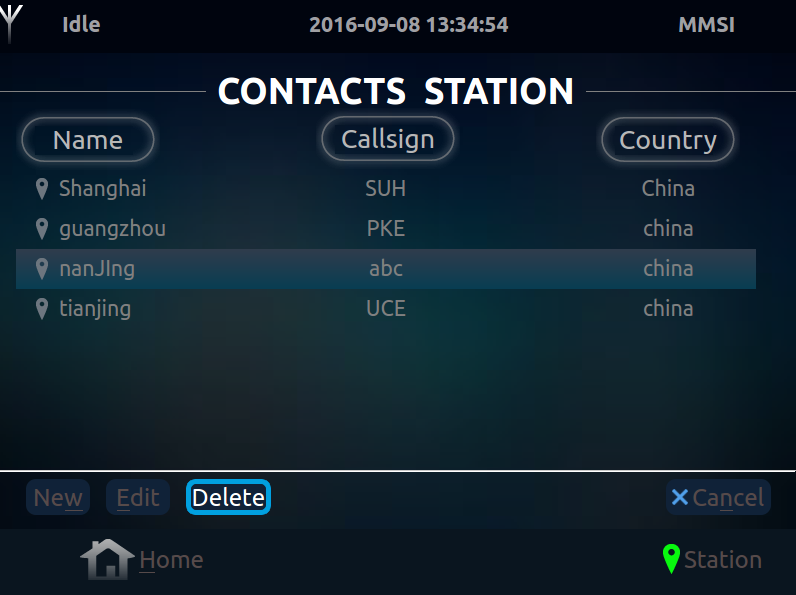 Idle 2016-09-08 13:34:54 MMSI
CONTACTS STATION
Name Callsign Country
Shanghai SUH China
guangzhou PKE china
nanJIng abc china
tianjing UCE china
New Edit Delete Cancel
Home Station